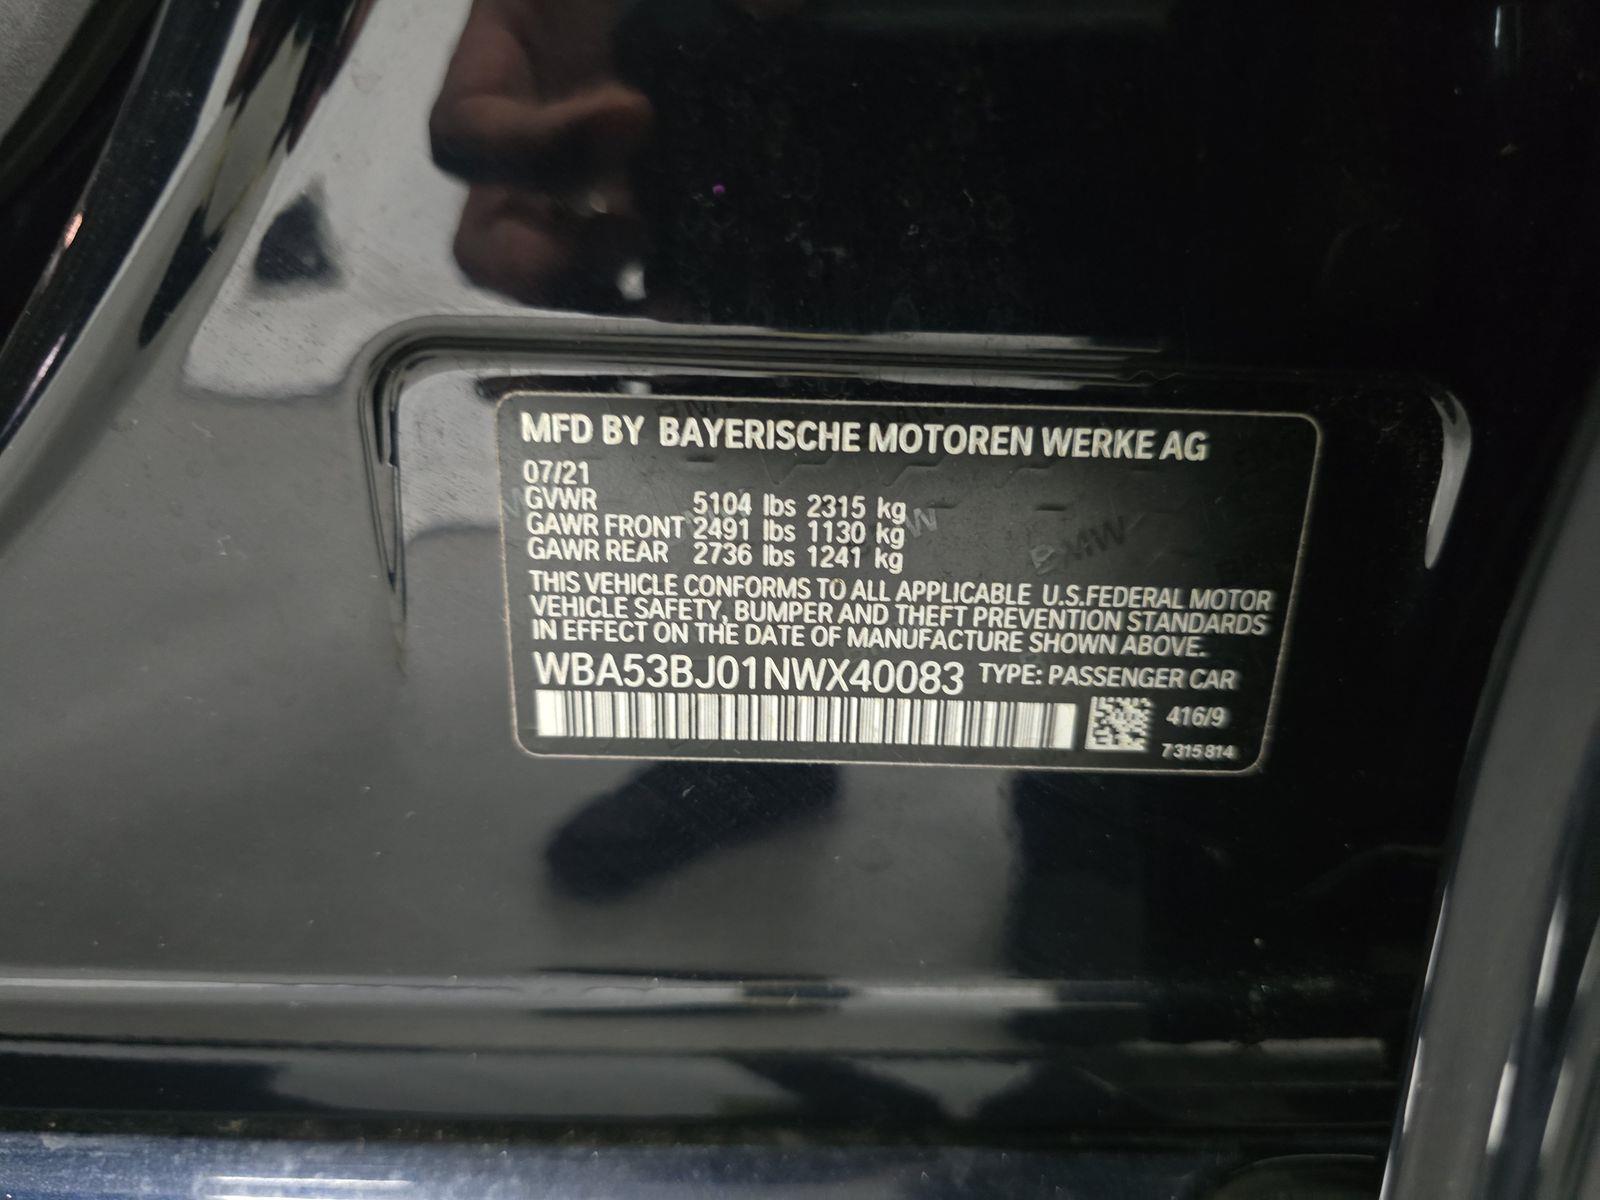 MFD BY BAYERISCHE MOTOREN WERKE AG
07/21
GVWR 5104 lbs 2315 kg
GAWR FRONT 2491 lbs 1130 kg
GAWR REAR 2736 lbs 1241 kg
THIS VEHICLE CONFORMS TO ALL APPLICABLE U.S.FEDERAL MOTOR
VEHICLE SAFETY, BUMPER AND THEFT PREVENTION STANDARDS
IN EFFECT ON THE DATE OF MANUFACTURE SHOWN ABOVE.
WBA53BJ01NWX40083 TYPE: PASSENGER CAR
416/9
7 315 814
BMW